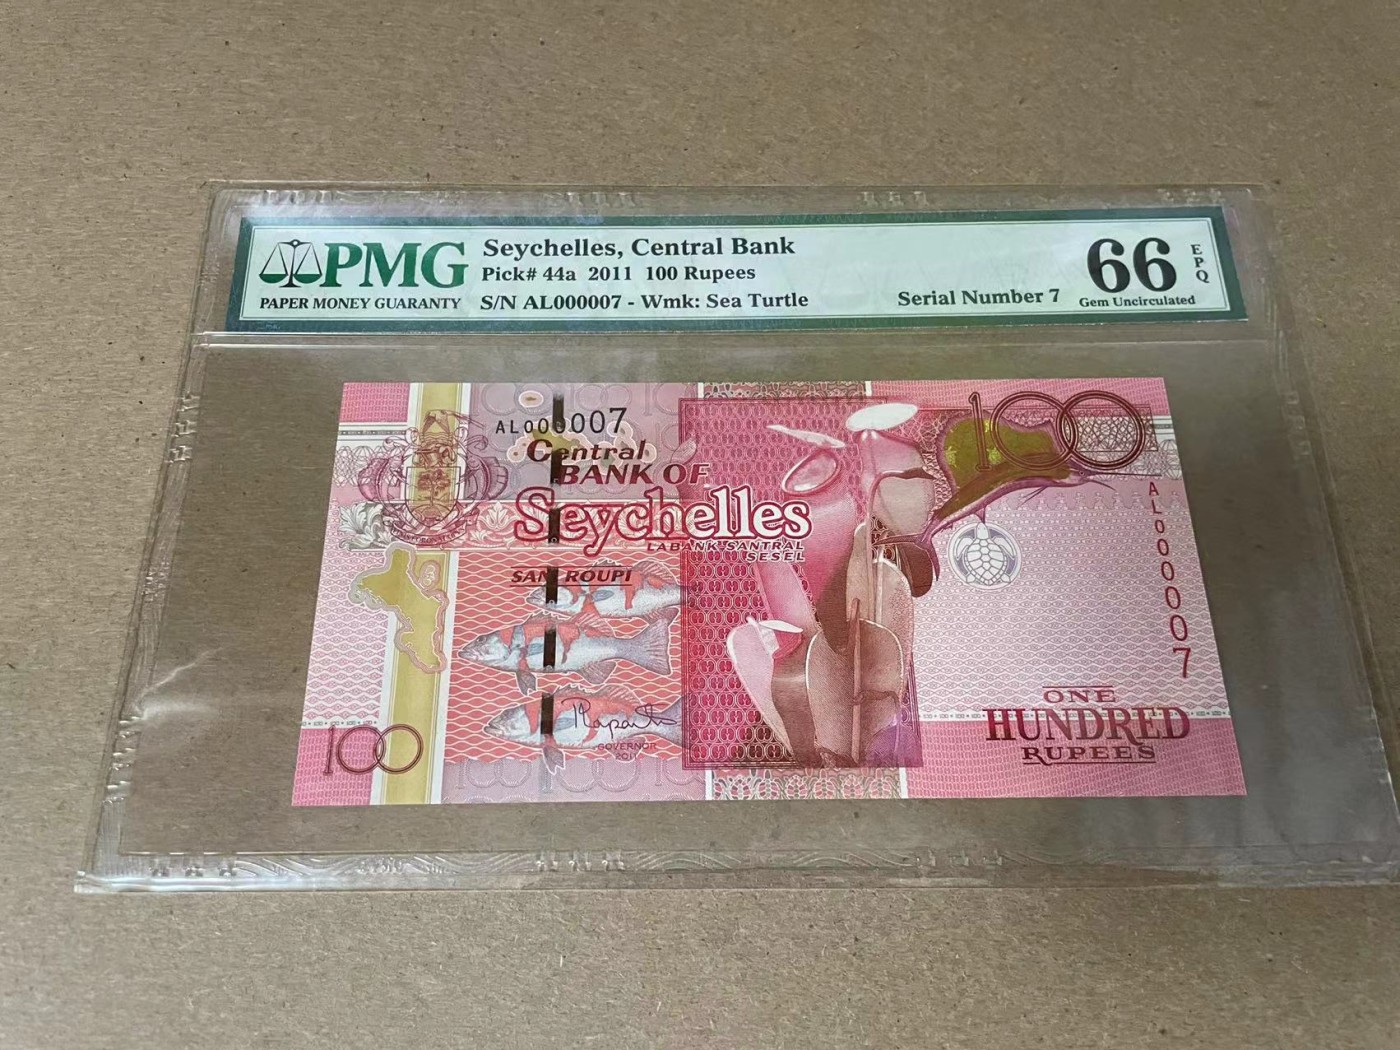 PMG
PAPER MONEY GUARANTY
Seychelles, Central Bank
Pick# 44a 2011 100 Rupees
S/N AL000007 - Wmk: Sea Turtle
Serial Number 7
66
Gem Uncirculated
EPQ
AL000007
Central
BANK OF
Seychelles
LABANK SANTRAL
SESEL
SAN ROUPI
100
AL000007
GOVERNOR
100
ONE
HUNDRED
RUPEES